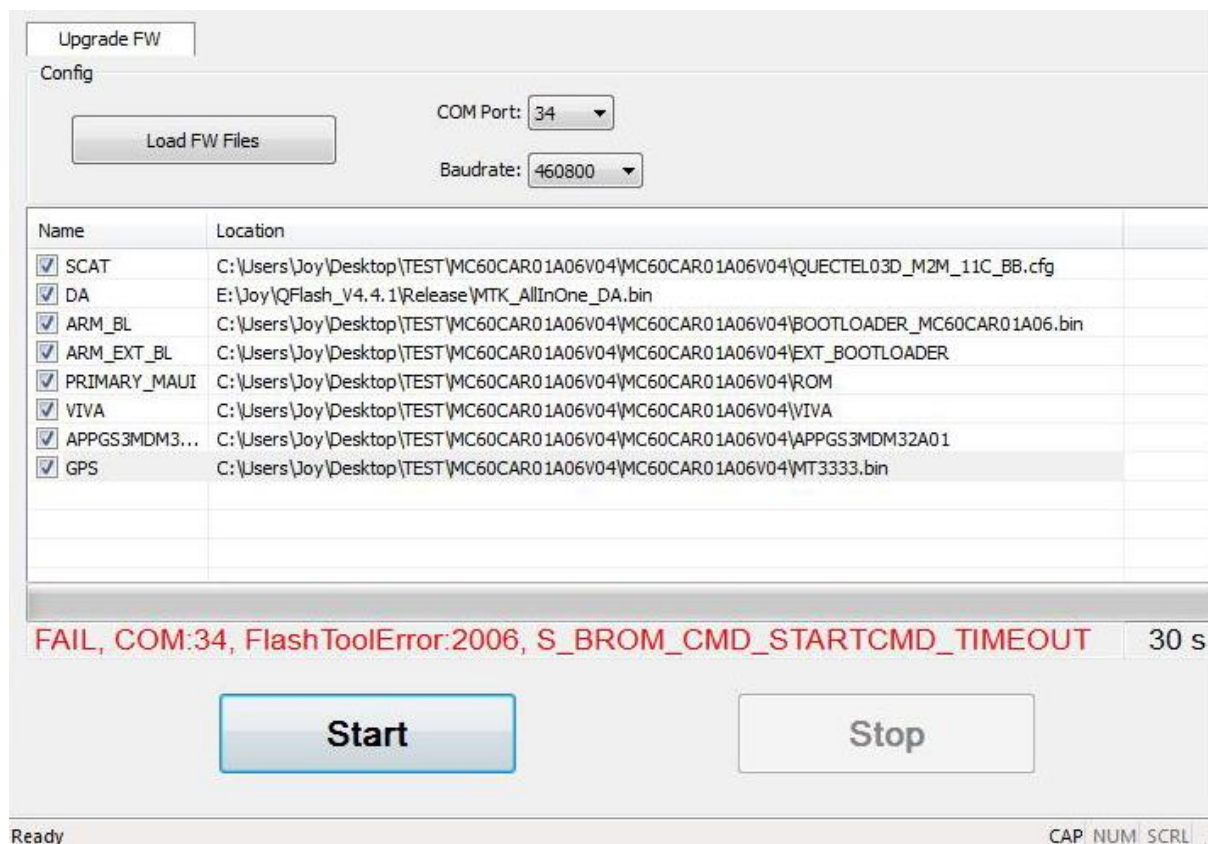 Upgrade FW
Config
Load FW Files
COM Port: 34
Baudrate: 460800
Name Location
SCAT C:\Users\Joy\Desktop\TEST\MC60CAR01A06V04\MC60CAR01A06V04\QUECTEL03D_M2M_11C_BB.cfg
DA E:\Joy\QFlash_V4.4.1\Release\MTK_AllInOne_DA.bin
ARM_BL C:\Users\Joy\Desktop\TEST\MC60CAR01A06V04\MC60CAR01A06V04\BOOTLOADER_MC60CAR01A06.bin
ARM_EXT_BL C:\Users\Joy\Desktop\TEST\MC60CAR01A06V04\MC60CAR01A06V04\EXT_BOOTLOADER
PRIMARY_MAUI C:\Users\Joy\Desktop\TEST\MC60CAR01A06V04\MC60CAR01A06V04\ROM
VIVA C:\Users\Joy\Desktop\TEST\MC60CAR01A06V04\MC60CAR01A06V04\VIVA
APPGS3MDM3... C:\Users\Joy\Desktop\TEST\MC60CAR01A06V04\MC60CAR01A06V04\APPGS3MDM32A01
GPS C:\Users\Joy\Desktop\TEST\MC60CAR01A06V04\MC60CAR01A06V04\MT3333.bin
FAIL, COM:34, FlashToolError:2006, S_BROM_CMD_STARTCMD_TIMEOUT 30 s
Start Stop
Ready CAP NUM SCRL